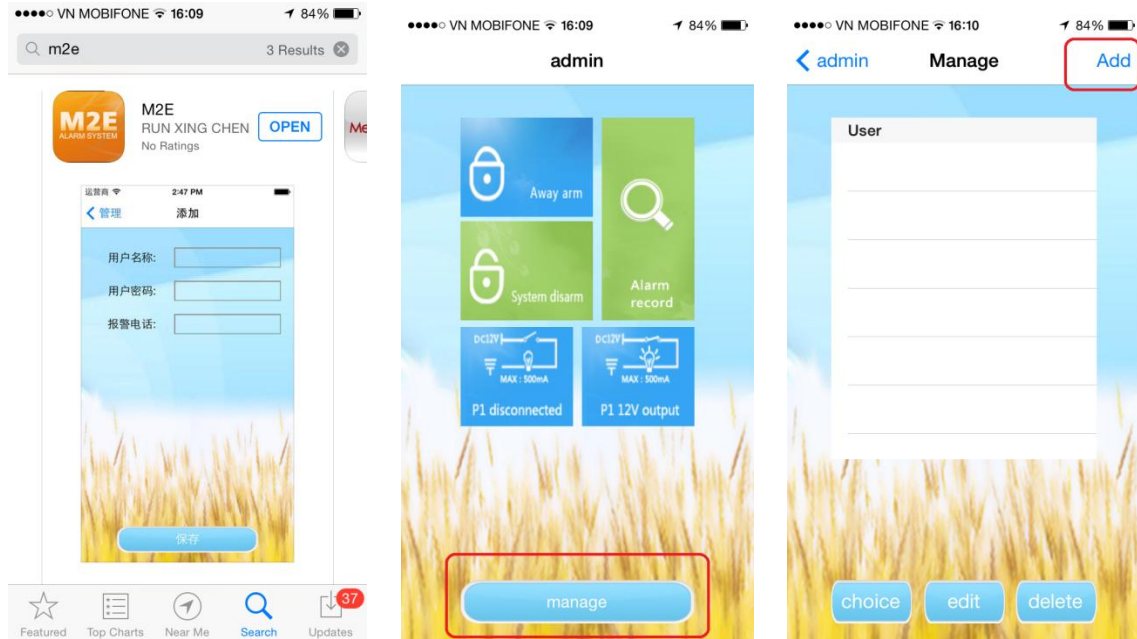 VN MOBIFONE 16:09 84%
m2e 3 Results
M2E
ALARM SYSTEM
M2E
RUN XING CHEN
No Ratings
OPEN
Me
运营商 2:47 PM
管理 添加
用户名称:
用户密码:
报警电话:
保存
Featured Top Charts Near Me Search Updates
37
VN MOBIFONE 16:09 84%
admin
Away arm
System disarm
Alarm
record
DC12V
MAX : 500mA
P1 disconnected
DC12V
MAX : 500mA
P1 12V output
manage
VN MOBIFONE 16:10 84%
admin Manage Add
User
choice edit delete